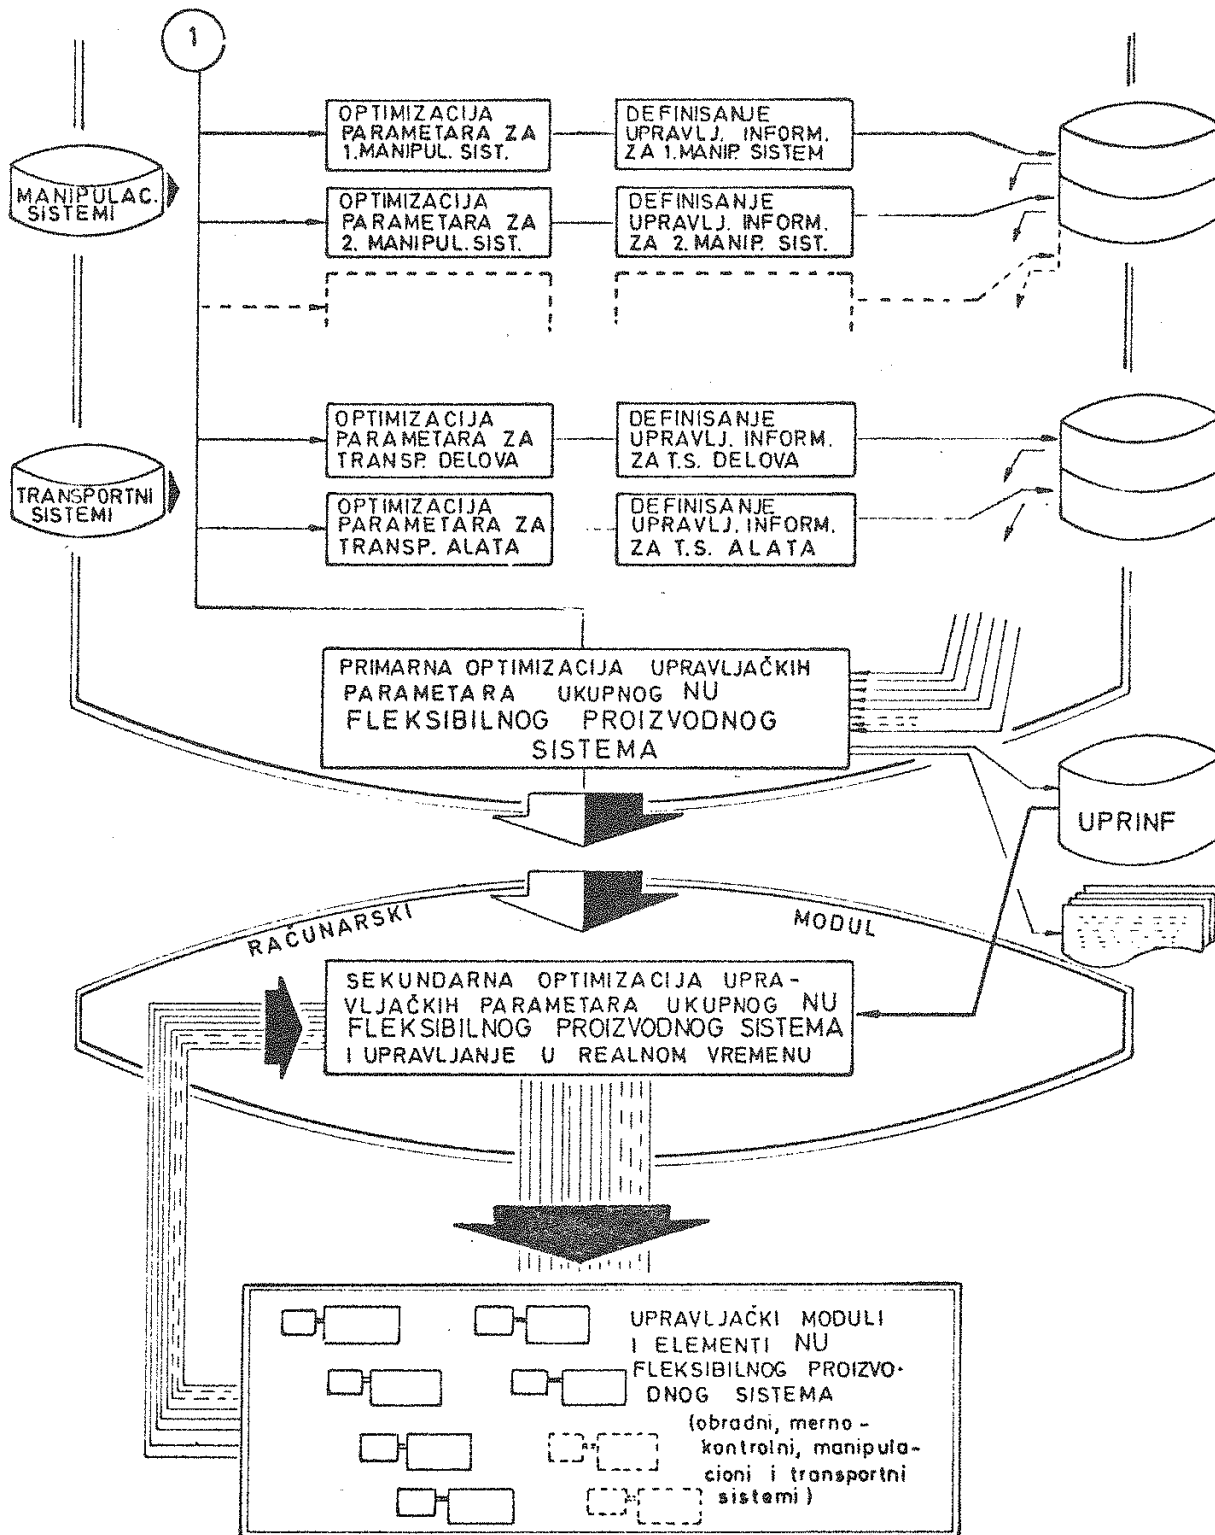 1
OPTIMIZACIJA
PARAMETARA ZA
1.MANIPUL. SIST.
DEFINISANJE
UPRAVLJ. INFORM.
ZA 1.MANIP. SISTEM
MANIPULAC.
SISTEMI
OPTIMIZACIJA
PARAMETARA ZA
2. MANIPUL. SIST.
DEFINISANJE
UPRAVLJ. INFORM.
ZA 2. MANIP. SIST.
OPTIMIZACIJA
PARAMETARA ZA
TRANSP. DELOVA
DEFINISANJE
UPRAVLJ. INFORM.
ZA T.S. DELOVA
TRANSPORTNI
SISTEMI
OPTIMIZACIJA
PARAMETARA ZA
TRANSP. ALATA
DEFINISANJE
UPRAVLJ. INFORM.
ZA T.S. ALATA
PRIMARNA OPTIMIZACIJA UPRAVLJAČKIH
PARAMETARA UKUPNOG NU
FLEKSIBILNOG PROIZVODNOG
SISTEMA
UPRINF
RAČUNARSKI MODUL
SEKUNDARNA OPTIMIZACIJA UPRA-
VLJAČKIH PARAMETARA UKUPNOG NU
FLEKSIBILNOG PROIZVODNOG SISTEMA
I UPRAVLJANJE U REALNOM VREMENU
UPRAVLJAČKI MODULI
I ELEMENTI NU
FLEKSIBILNOG PROIZVO-
DNOG SISTEMA
(obradni, merno-
kontrolni, manipula-
cioni i transportni
sistemi)